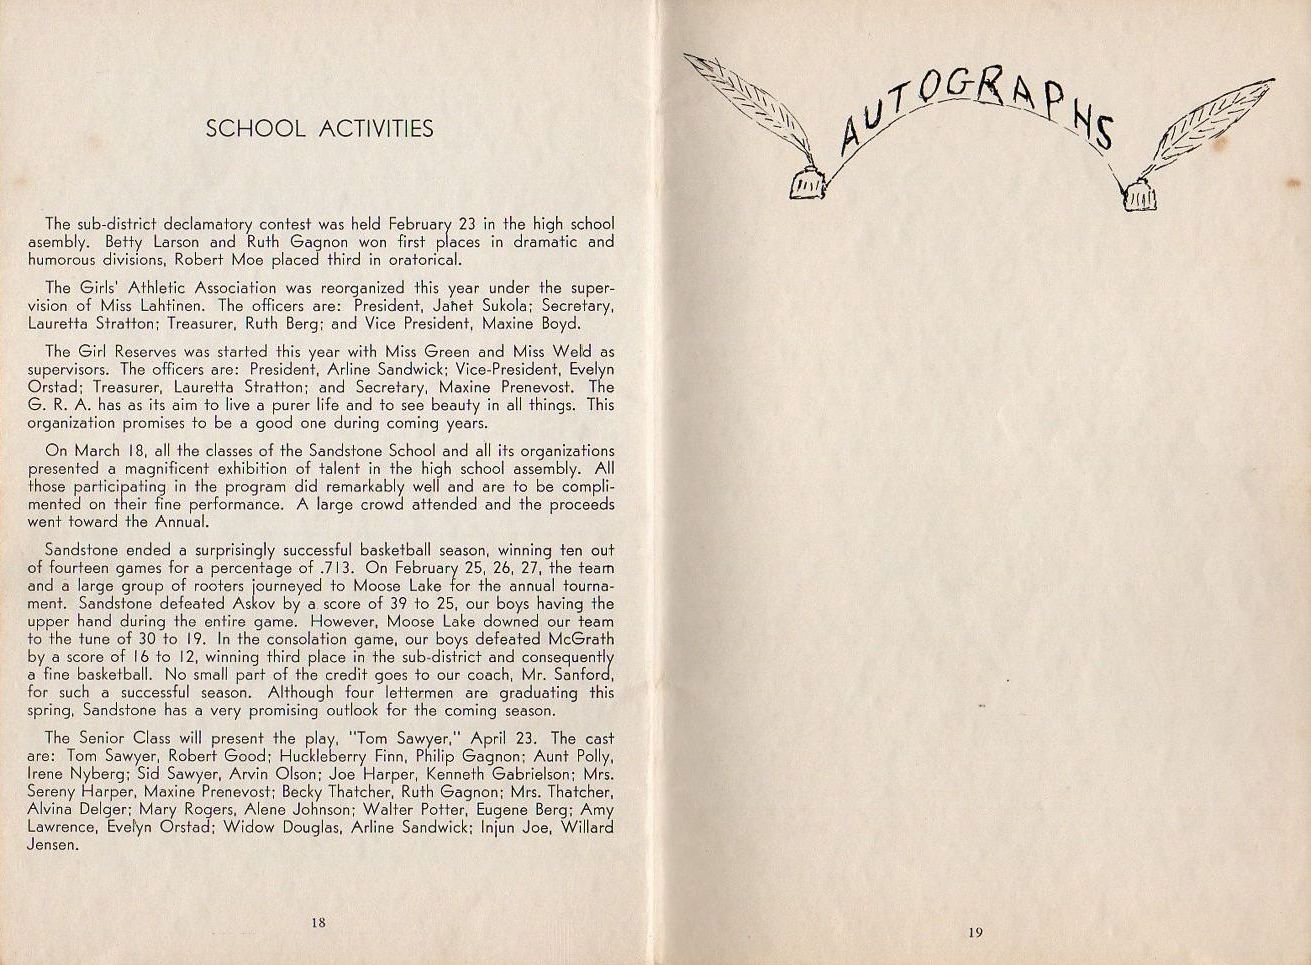 SCHOOL ACTIVITIES
The sub-district declamatory contest was held February 23 in the high school
asembly. Betty Larson and Ruth Gagnon won first places in dramatic and
humorous divisions, Robert Moe placed third in oratorical.
The Girls' Athletic Association was reorganized this year under the super-
vision of Miss Lahtinen. The officers are: President, Janet Sukola; Secretary,
Lauretta Stratton; Treasurer, Ruth Berg; and Vice President, Maxine Boyd.
The Girl Reserves was started this year with Miss Green and Miss Weld as
supervisors. The officers are: President, Arline Sandwick; Vice-President, Evelyn
Orstad; Treasurer, Lauretta Stratton; and Secretary, Maxine Prenevost. The
G. R. A. has as its aim to live a purer life and to see beauty in all things. This
organization promises to be a good one during coming years.
On March 18, all the classes of the Sandstone School and all its organizations
presented a magnificent exhibition of talent in the high school assembly. All
those participating in the program did remarkably well and are to be compli-
mented on their fine performance. A large crowd attended and the proceeds
went toward the Annual.
Sandstone ended a surprisingly successful basketball season, winning ten out
of fourteen games for a percentage of .713. On February 25, 26, 27, the team
and a large group of rooters journeyed to Moose Lake for the annual tourna-
ment. Sandstone defeated Askov by a score of 39 to 25, our boys having the
upper hand during the entire game. However, Moose Lake downed our team
to the tune of 30 to 19. In the consolation game, our boys defeated McGrath
by a score of 16 to 12, winning third place in the sub-district and consequently
a fine basketball. No small part of the credit goes to our coach, Mr. Sanford,
for such a successful season. Although four lettermen are graduating this
spring, Sandstone has a very promising outlook for the coming season.
The Senior Class will present the play, "Tom Sawyer," April 23. The cast
are: Tom Sawyer, Robert Good; Huckleberry Finn, Philip Gagnon; Aunt Polly,
Irene Nyberg; Sid Sawyer, Arvin Olson; Joe Harper, Kenneth Gabrielson; Mrs.
Sereny Harper, Maxine Prenevost; Becky Thatcher, Ruth Gagnon; Mrs. Thatcher,
Alvina Delger; Mary Rogers, Alene Johnson; Walter Potter, Eugene Berg; Amy
Lawrence, Evelyn Orstad; Widow Douglas, Arline Sandwick; Injun Joe, Willard
Jensen.
18
AUTOGRAPHS
19